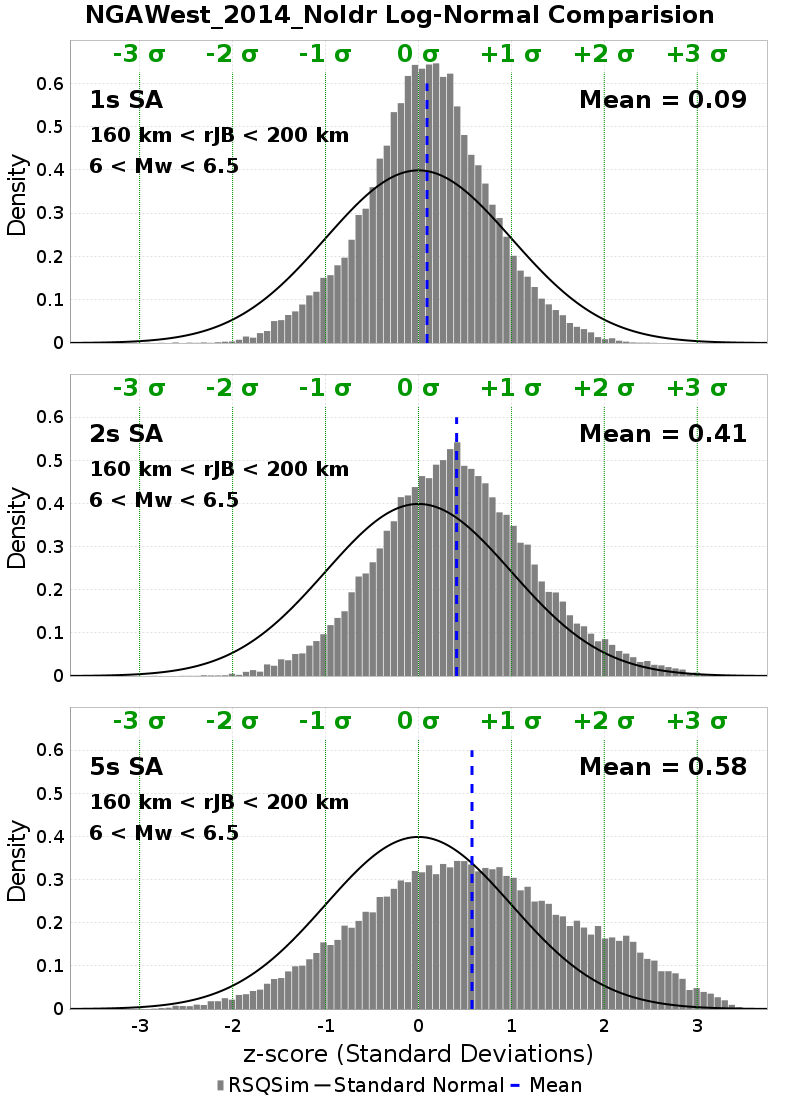 NGAWest_2014_NoIdr Log-Normal Comparision
-3 σ -2 σ -1 σ 0 σ +1 σ +2 σ +3 σ
1s SA Mean = 0.09
160 km < rJB < 200 km
6 < Mw < 6.5
Density
0.6
0.5
0.4
0.3
0.2
0.1
0
-3 σ -2 σ -1 σ 0 σ +1 σ +2 σ +3 σ
2s SA Mean = 0.41
160 km < rJB < 200 km
6 < Mw < 6.5
Density
0.6
0.5
0.4
0.3
0.2
0.1
0
-3 σ -2 σ -1 σ 0 σ +1 σ +2 σ +3 σ
5s SA Mean = 0.58
160 km < rJB < 200 km
6 < Mw < 6.5
Density
0.6
0.5
0.4
0.3
0.2
0.1
0
-3 -2 -1 0 1 2 3
z-score (Standard Deviations)
RSQSim Standard Normal Mean